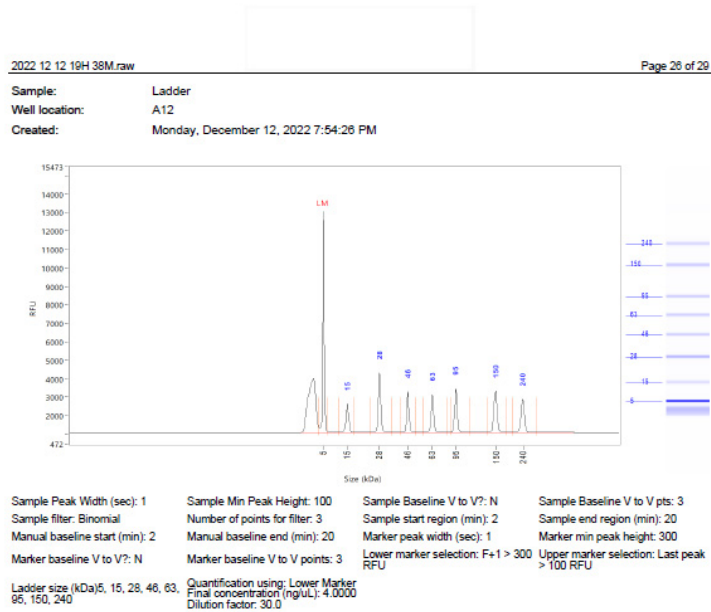 2022 12 12 19H 38M.raw Page 26 of 29
Sample: Ladder
Well location: A12
Created: Monday, December 12, 2022 7:54:26 PM
15473
14000
13000
12000
11000
10000
9000
8000
7000
6000
5000
4000
3000
2000
472
RFU
LM
15
28
46
63
95
150
240
5
15
28
46
63
95
150
240
Size (kDa)
240
150
95
63
46
28
15
5
Sample Peak Width (sec): 1 Sample Min Peak Height: 100 Sample Baseline V to V?: N Sample Baseline V to V pts: 3
Sample filter: Binomial Number of points for filter: 3 Sample start region (min): 2 Sample end region (min): 20
Manual baseline start (min): 2 Manual baseline end (min): 20 Marker peak width (sec): 1 Marker min peak height: 300
Marker baseline V to V?: N Marker baseline V to V points: 3 Lower marker selection: F+1 > 300 Upper marker selection: Last peak
RFU > 100 RFU
Ladder size (kDa)5, 15, 28, 46, 63, Quantification using: Lower Marker
95, 150, 240 Final concentration (ng/uL): 4.0000
Dilution factor: 30.0